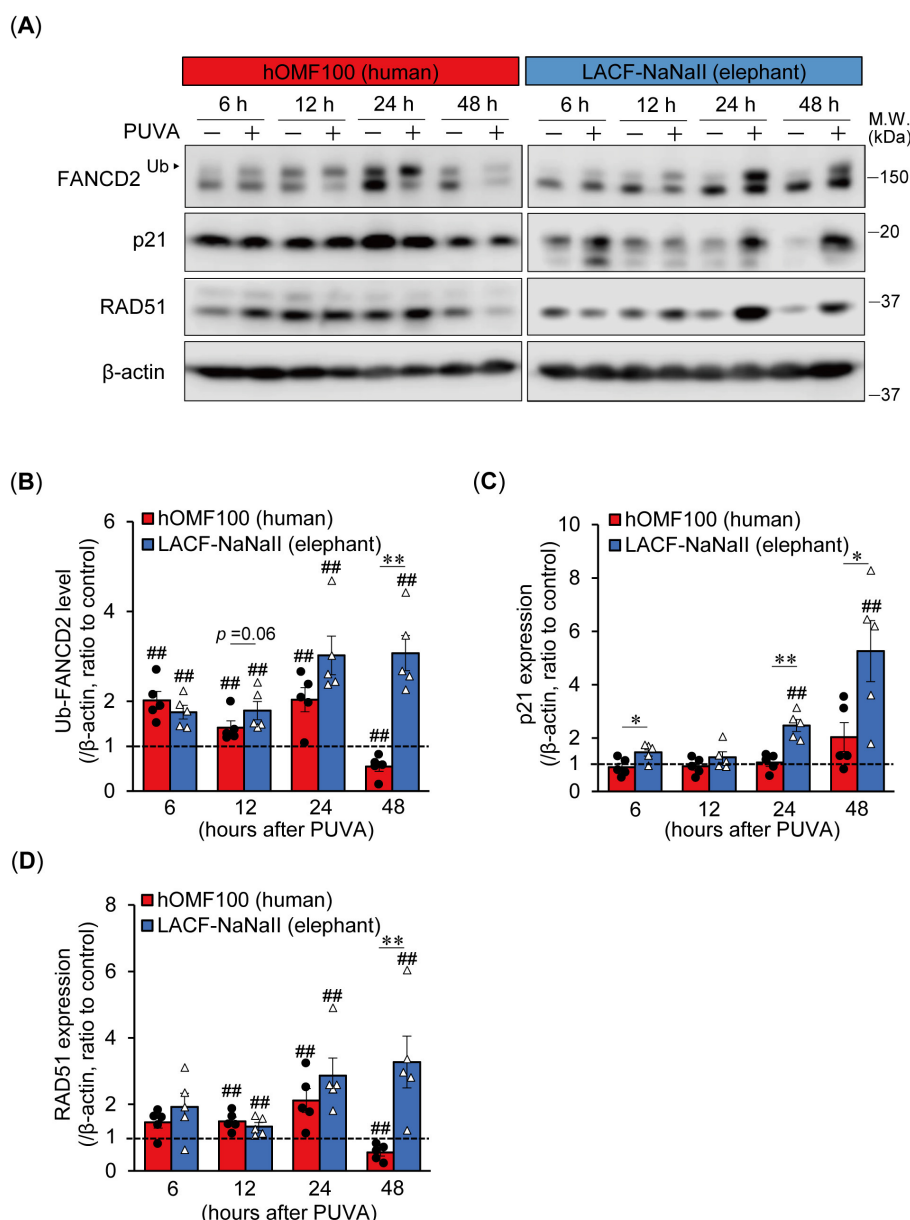 (A)
hOMF100 (human) LACF-NaNaII (elephant)
6 h 12 h 24 h 48 h 6 h 12 h 24 h 48 h M.W.
PUVA − + − + − + − + − + − + − + − + (kDa)
Ub ▸
FANCD2 −150
p21 −20
RAD51 −37
β-actin
−37
(B)
hOMF100 (human)
LACF-NaNaII (elephant)
Ub-FANCD2 level
(/β-actin, ratio to control)
6
4
2
1
0
## ## ## p =0.06 ## ## ## ## ** ##
6 12 24 48
(hours after PUVA)
(C)
hOMF100 (human)
LACF-NaNaII (elephant)
p21 expression
(/β-actin, ratio to control)
10
8
6
4
2
1
0
* ** ## * ##
6 12 24 48
(hours after PUVA)
(D)
hOMF100 (human)
LACF-NaNaII (elephant)
RAD51 expression
(/β-actin, ratio to control)
8
6
4
2
1
0
## ## ## ## ## ** ##
6 12 24 48
(hours after PUVA)